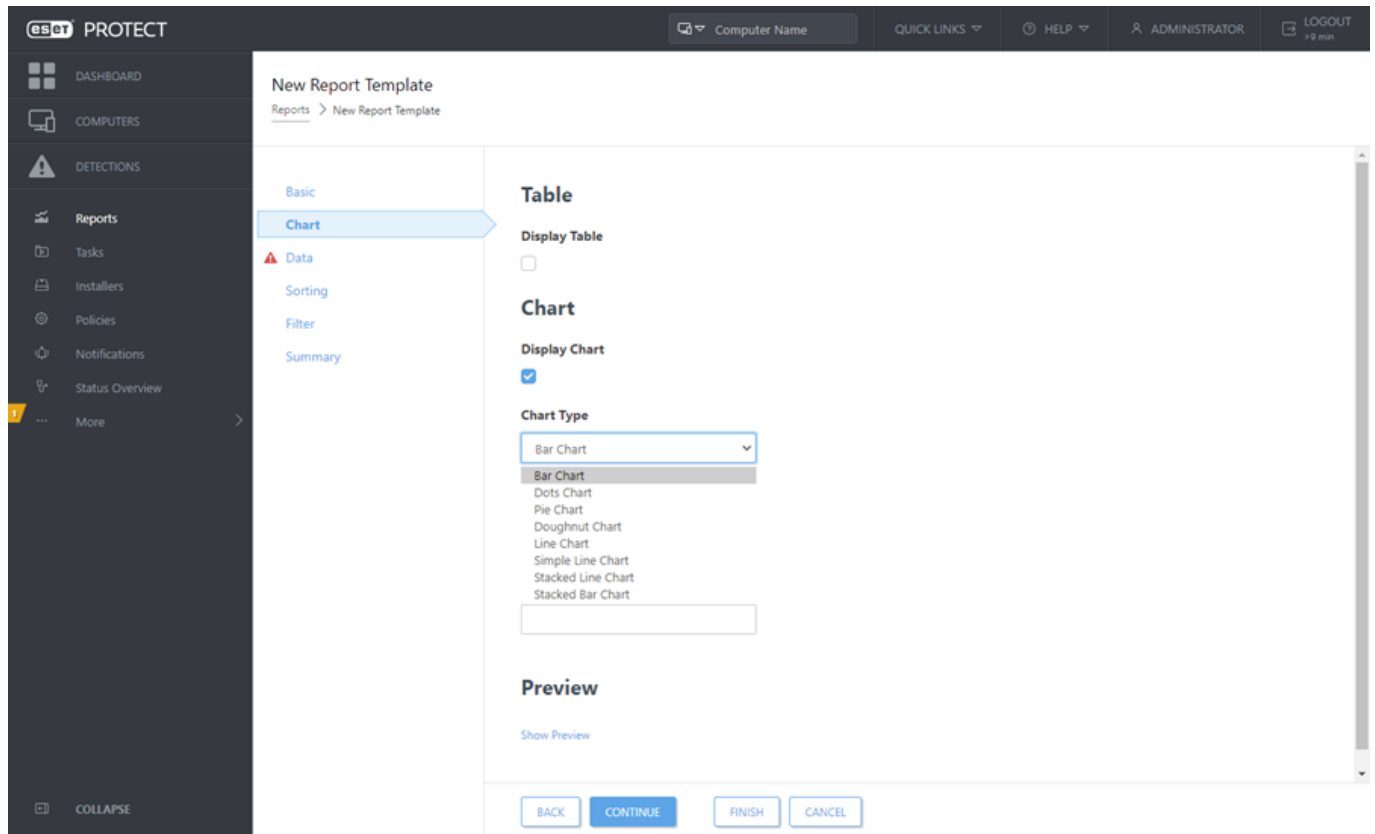 eset PROTECT
Computer Name
QUICK LINKS
HELP
ADMINISTRATOR
LOGOUT
>9 min
DASHBOARD
COMPUTERS
DETECTIONS
Reports
Tasks
Installers
Policies
Notifications
Status Overview
1
... More
COLLAPSE
New Report Template
Reports > New Report Template
Basic
Chart
Data
Sorting
Filter
Summary
Table
Display Table
Chart
Display Chart
Chart Type
Bar Chart
Bar Chart
Dots Chart
Pie Chart
Doughnut Chart
Line Chart
Simple Line Chart
Stacked Line Chart
Stacked Bar Chart
Preview
Show Preview
BACK CONTINUE FINISH CANCEL